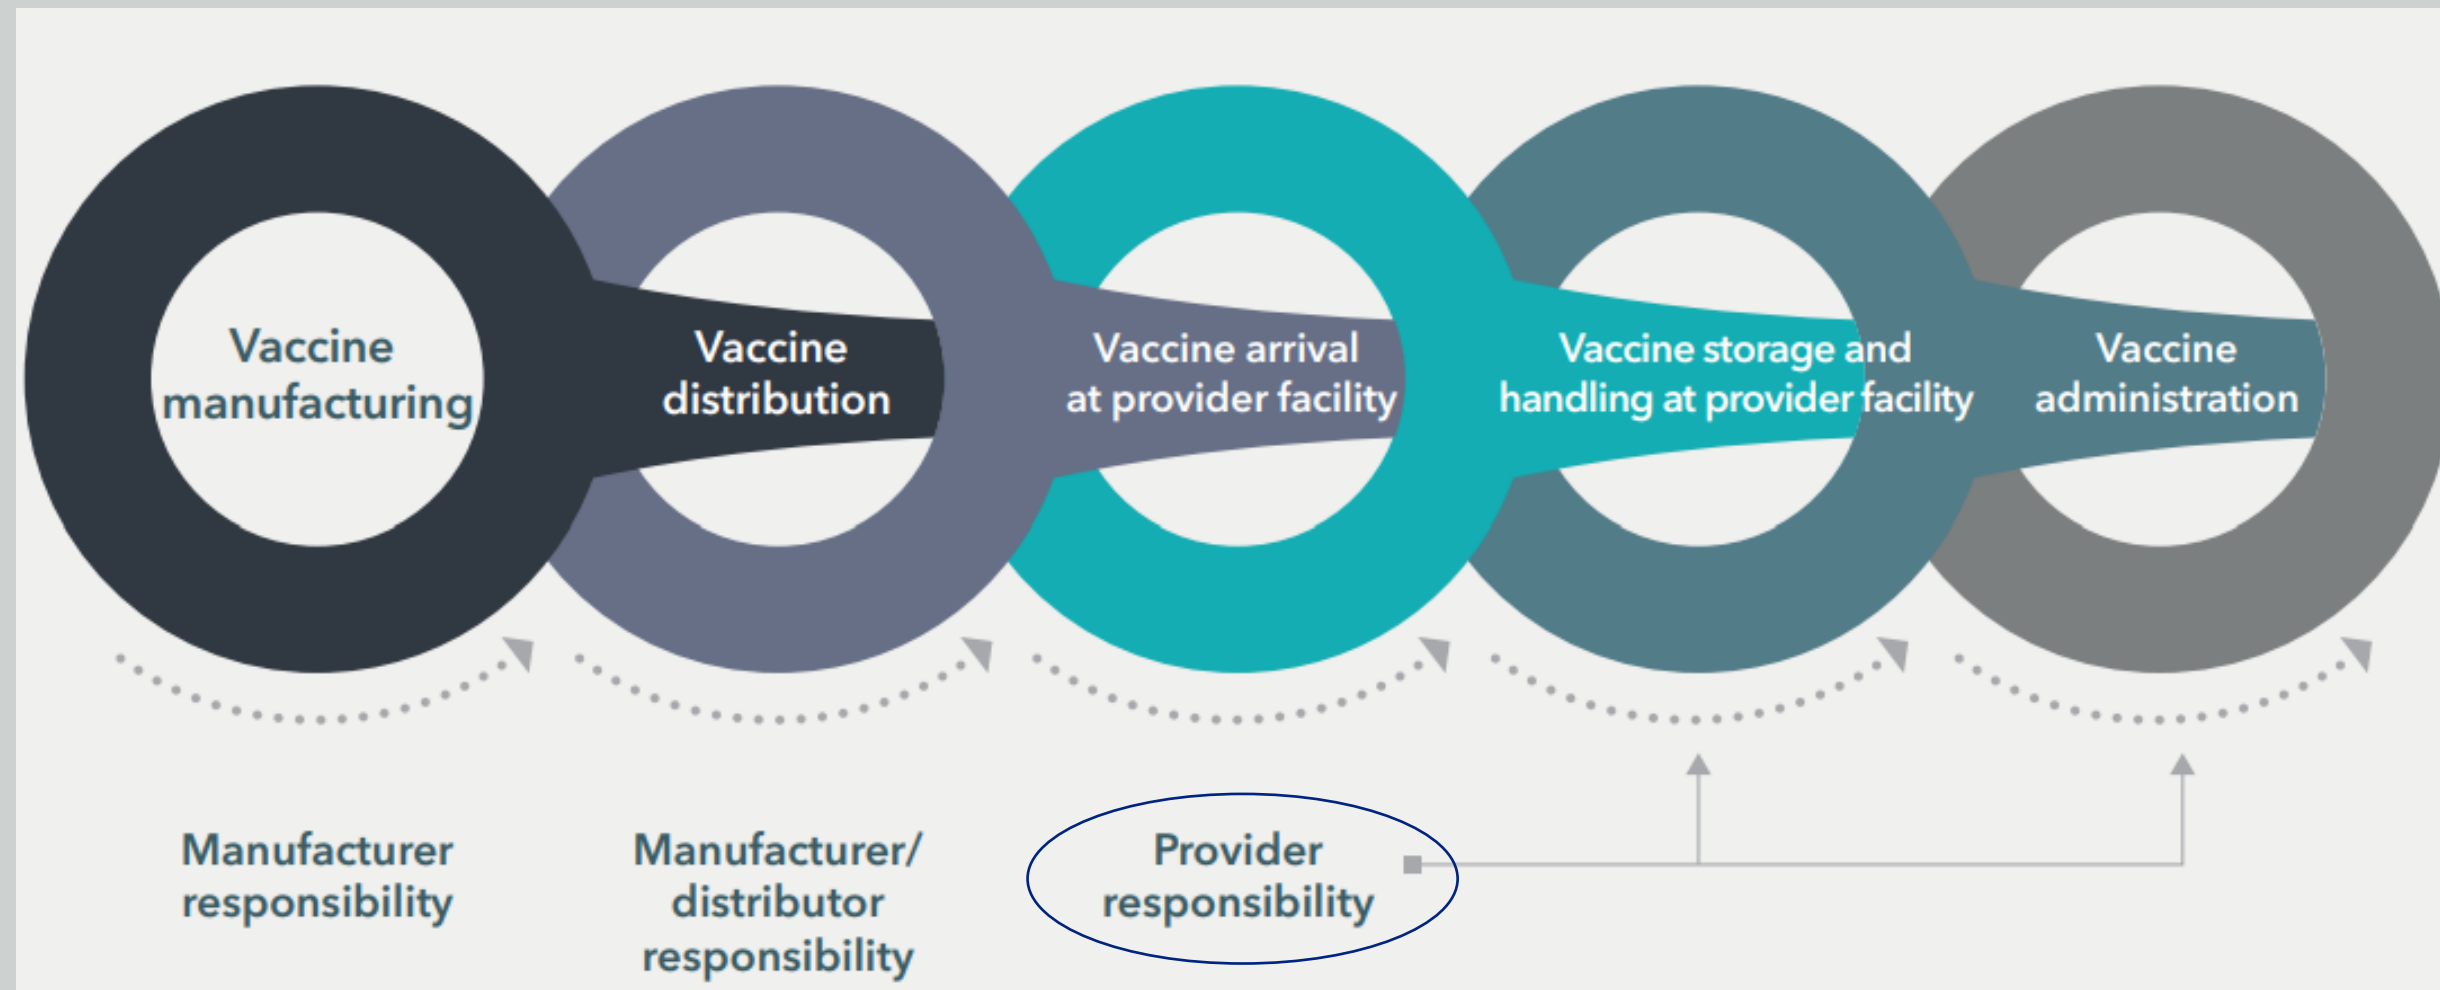 Vaccine
manufacturing
Vaccine
distribution
Vaccine arrival
at provider facility
Vaccine storage and
handling at provider facility
Vaccine
administration
Manufacturer
responsibility
Manufacturer/
distributor
responsibility
Provider
responsibility